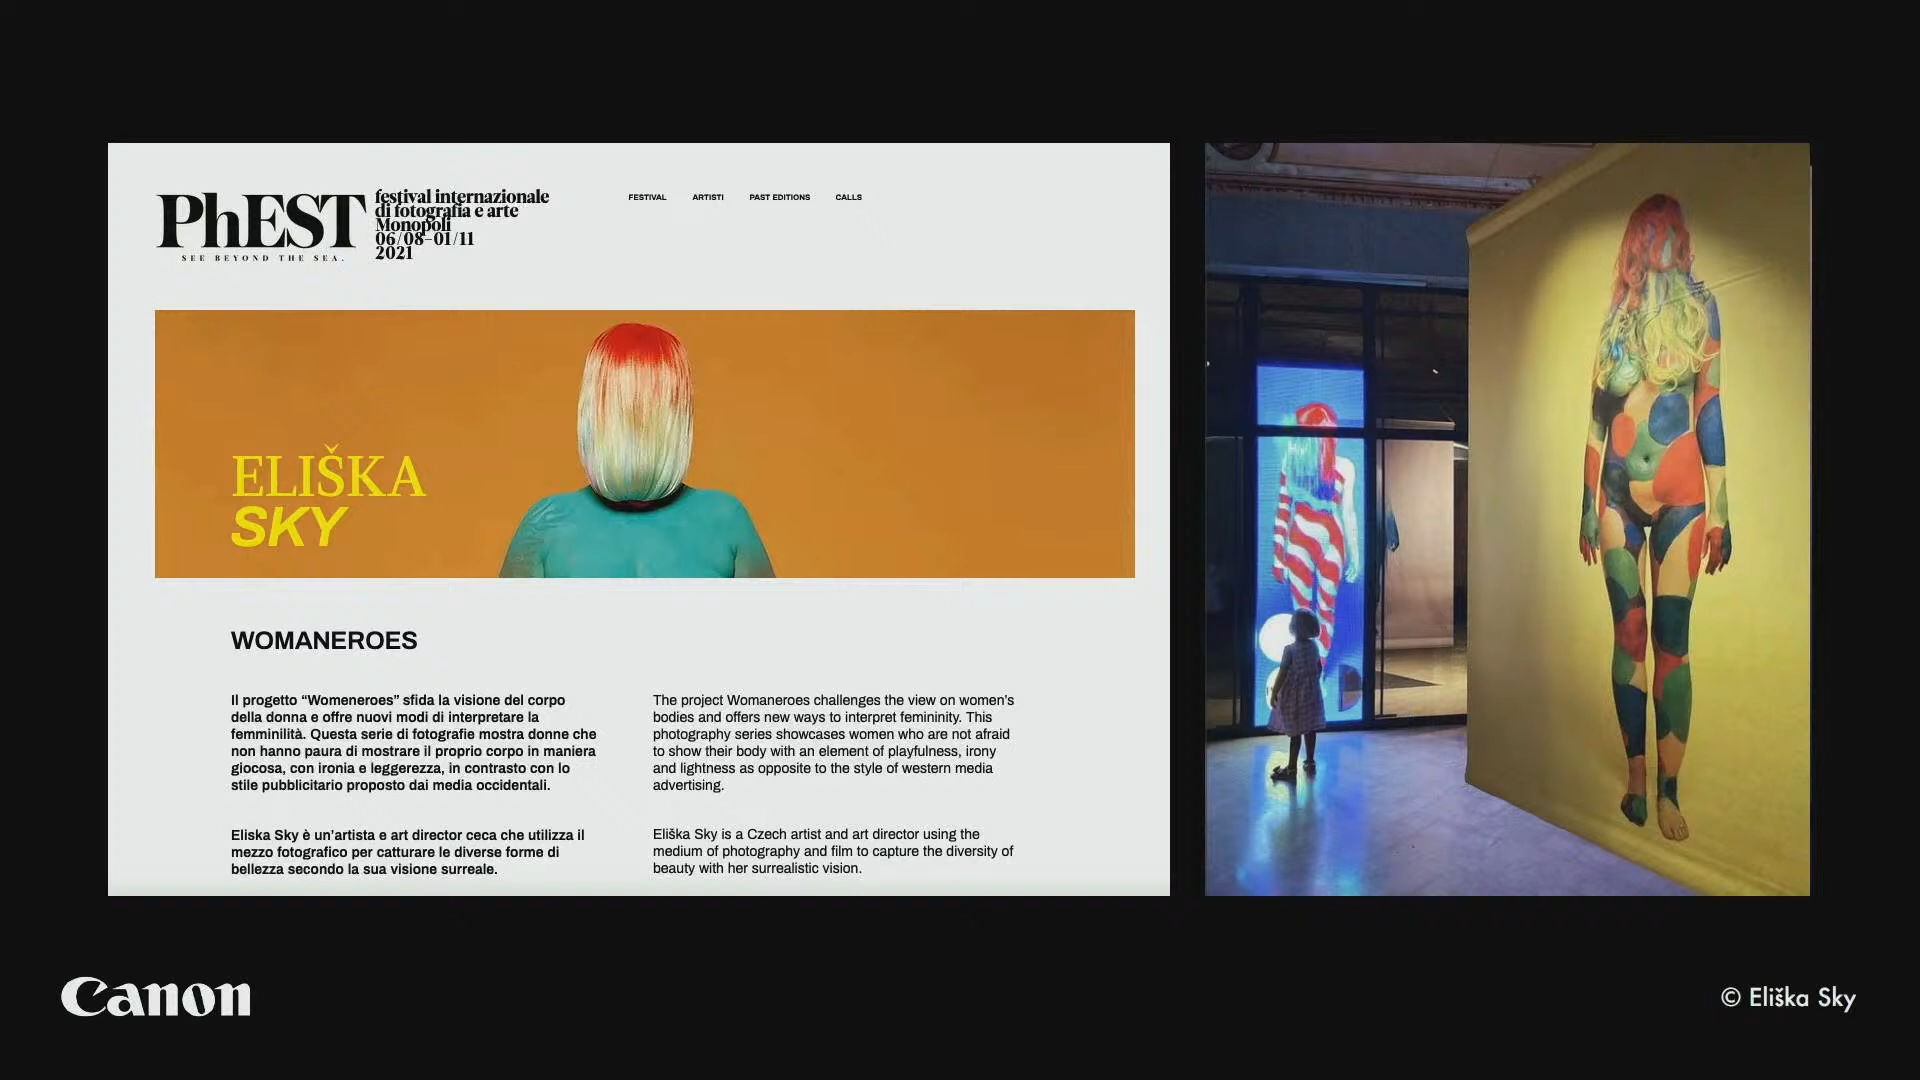 PhEST
SEE BEYOND THE SEA.
festival internazionale
di fotografia e arte
Monopoli
06/08–01/11
2021
FESTIVAL ARTISTI PAST EDITIONS CALLS
ELIŠKA
SKY
WOMANEROES
Il progetto “Womeneroes” sfida la visione del corpo
della donna e offre nuovi modi di interpretare la
femminilità. Questa serie di fotografie mostra donne che
non hanno paura di mostrare il proprio corpo in maniera
giocosa, con ironia e leggerezza, in contrasto con lo
stile pubblicitario proposto dai media occidentali.
Eliska Sky è un’artista e art director ceca che utilizza il
mezzo fotografico per catturare le diverse forme di
bellezza secondo la sua visione surreale.
The project Womaneroes challenges the view on women’s
bodies and offers new ways to interpret femininity. This
photography series showcases women who are not afraid
to show their body with an element of playfulness, irony
and lightness as opposite to the style of western media
advertising.
Eliška Sky is a Czech artist and art director using the
medium of photography and film to capture the diversity of
beauty with her surrealistic vision.
Canon
© Eliška Sky